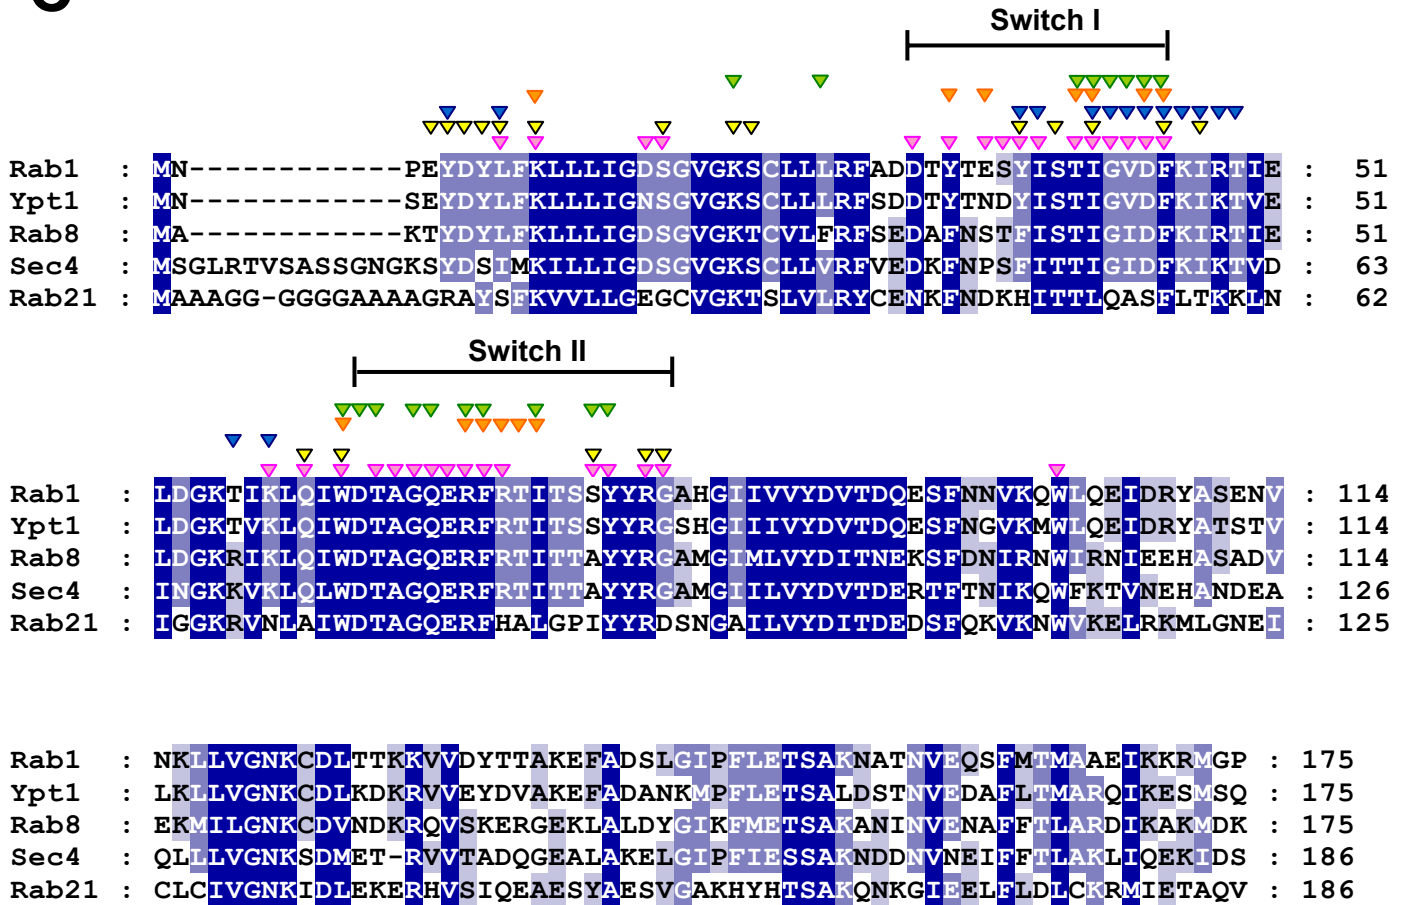 Switch I
Rab1 : MN------------PEYDYLFKLLLIGDSGVGKSCLLLRFADDTYTESYISTIGVDFKIRTIE : 51
Ypt1 : MN------------SEYDYLFKLLLIGNSGVGKSCLLLRFSDDTYTNDYISTIGVDFKIKTVE : 51
Rab8 : MA------------KTYDYLFKLLLIGDSGVGKTCVLFRFSEDAFNSTFISTIGIDFKIRTIE : 51
Sec4 : MSGLRTVSASSGNGKSYDSIMKILLIGDSGVGKSCLLVRFVEDKFNPSFITTIGIDFKIKTVD : 63
Rab21 : MAAAGG-GGGGAAAAGRAYSFKVVLLGEGCVGKTSLVLRYCENKFNDKHITTLQASFLTKKLN : 62
Switch II
Rab1 : LDGKTIKLQIWDTAGQERFRTITSSYYRGAHGIIVVYDVTDQESFNNVKQWLQEIDRYASENV : 114
Ypt1 : LDGKTVKLQIWDTAGQERFRTITSSYYRGSHGIIIVYDVTDQESFNGVKMWLQEIDRYATSTV : 114
Rab8 : LDGKRIKLQIWDTAGQERFRTITTAYYRGAMGIMLVYDITNEKSFDNIRNWIRNIEEHASADV : 114
Sec4 : INGKKVKLQLWDTAGQERFRTITTAYYRGAMGIILVYDVTDERTFTNIKQWFKTVNEHANDEA : 126
Rab21 : IGGKRVNLAIWDTAGQERFHALGPIYYRDSNGAILVYDITDEDSFQKVKNWVKELRKMLGNEI : 125
Rab1 : NKLLVGNKCDLTTKKVVDYTTAKEFADSLGIPFLETSAKNATNVEQSFMTMAAEIKKRMGP : 175
Ypt1 : LKLLVGNKCDLKDKRVVEYDVAKEFADANKMPFLETSALDSTNVEDAFLTMARQIKESMSQ : 175
Rab8 : EKMILGNKCDVNDKRQVSKERGEKLALDYGIKFMETSAKANINVENAFFTLARDIKAKMDK : 175
Sec4 : QLLLVGNKSDMET-RVVTADQGEALAKELGIPFIESSAKNDDNVNEIFFTLAKLIQEKIDS : 186
Rab21 : CLCIVGNKIDLEKERHVSIQEAESYAESVGAKHYHTSAKQNKGIEELFLDLCKRMIETAQV : 186